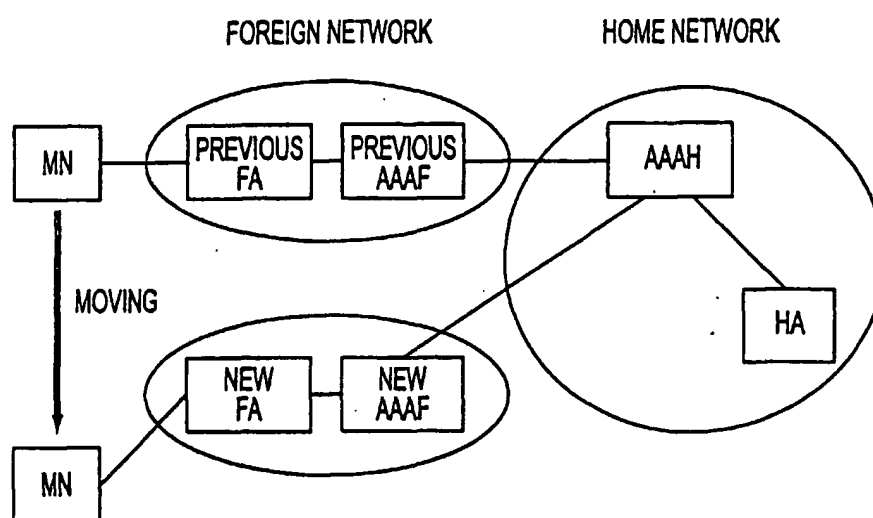 FOREIGN NETWORK
HOME NETWORK
MN
PREVIOUS
FA
PREVIOUS
AAAF
AAAH
MOVING
HA
NEW
FA
NEW
AAAF
MN